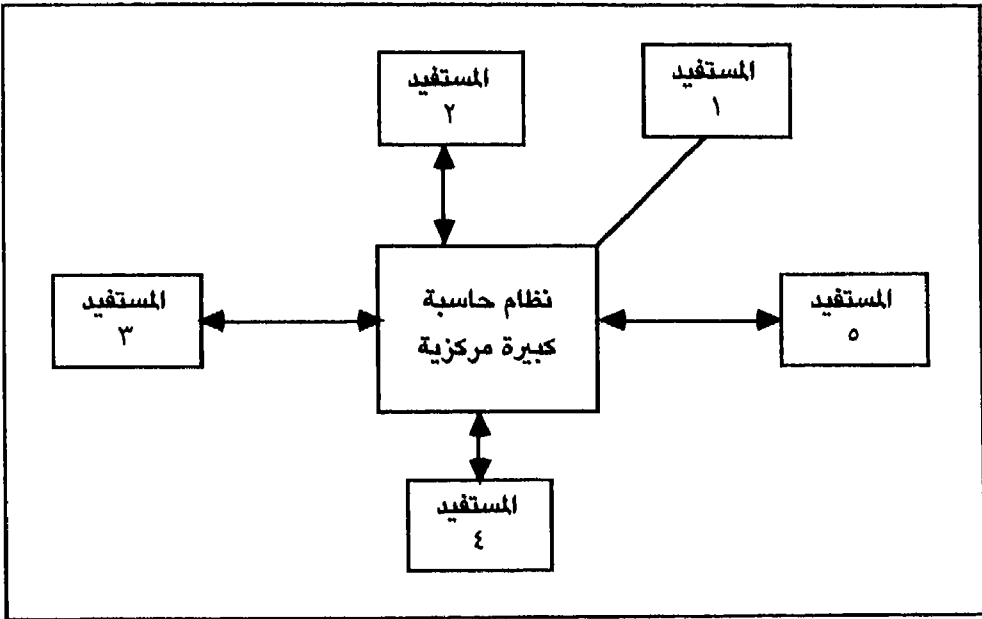 المستفيد
١
المستفيد
٢
المستفيد
٣
نظام حاسبة
كبيرة مركزية
المستفيد
٥
المستفيد
٤